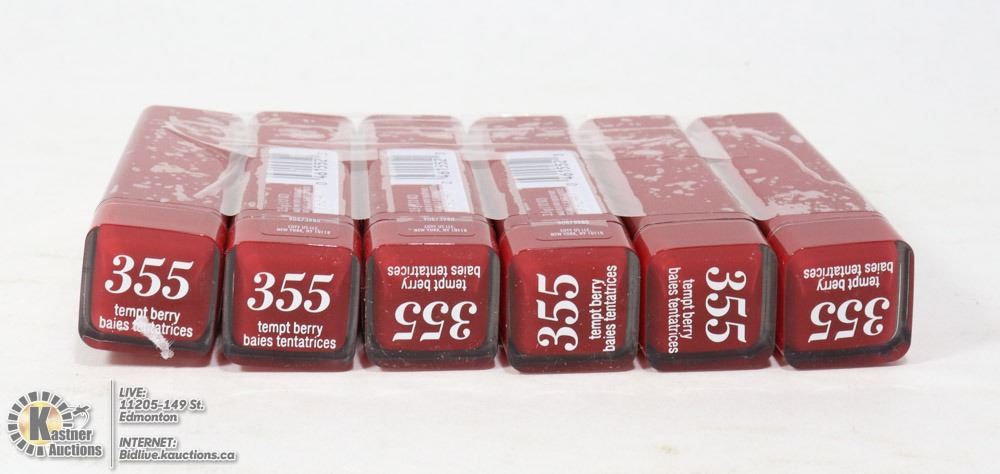 355
tempt berry
baies tentatrices
355
tempt berry
baies tentatrices
355
tempt berry
baies tentatrices
355
tempt berry
baies tentatrices
355
tempt berry
baies tentatrices
355
tempt berry
baies tentatrices
Kastner
Auctions
LIVE:
11205-149 St.
Edmonton
INTERNET:
Bidlive.kauctions.ca